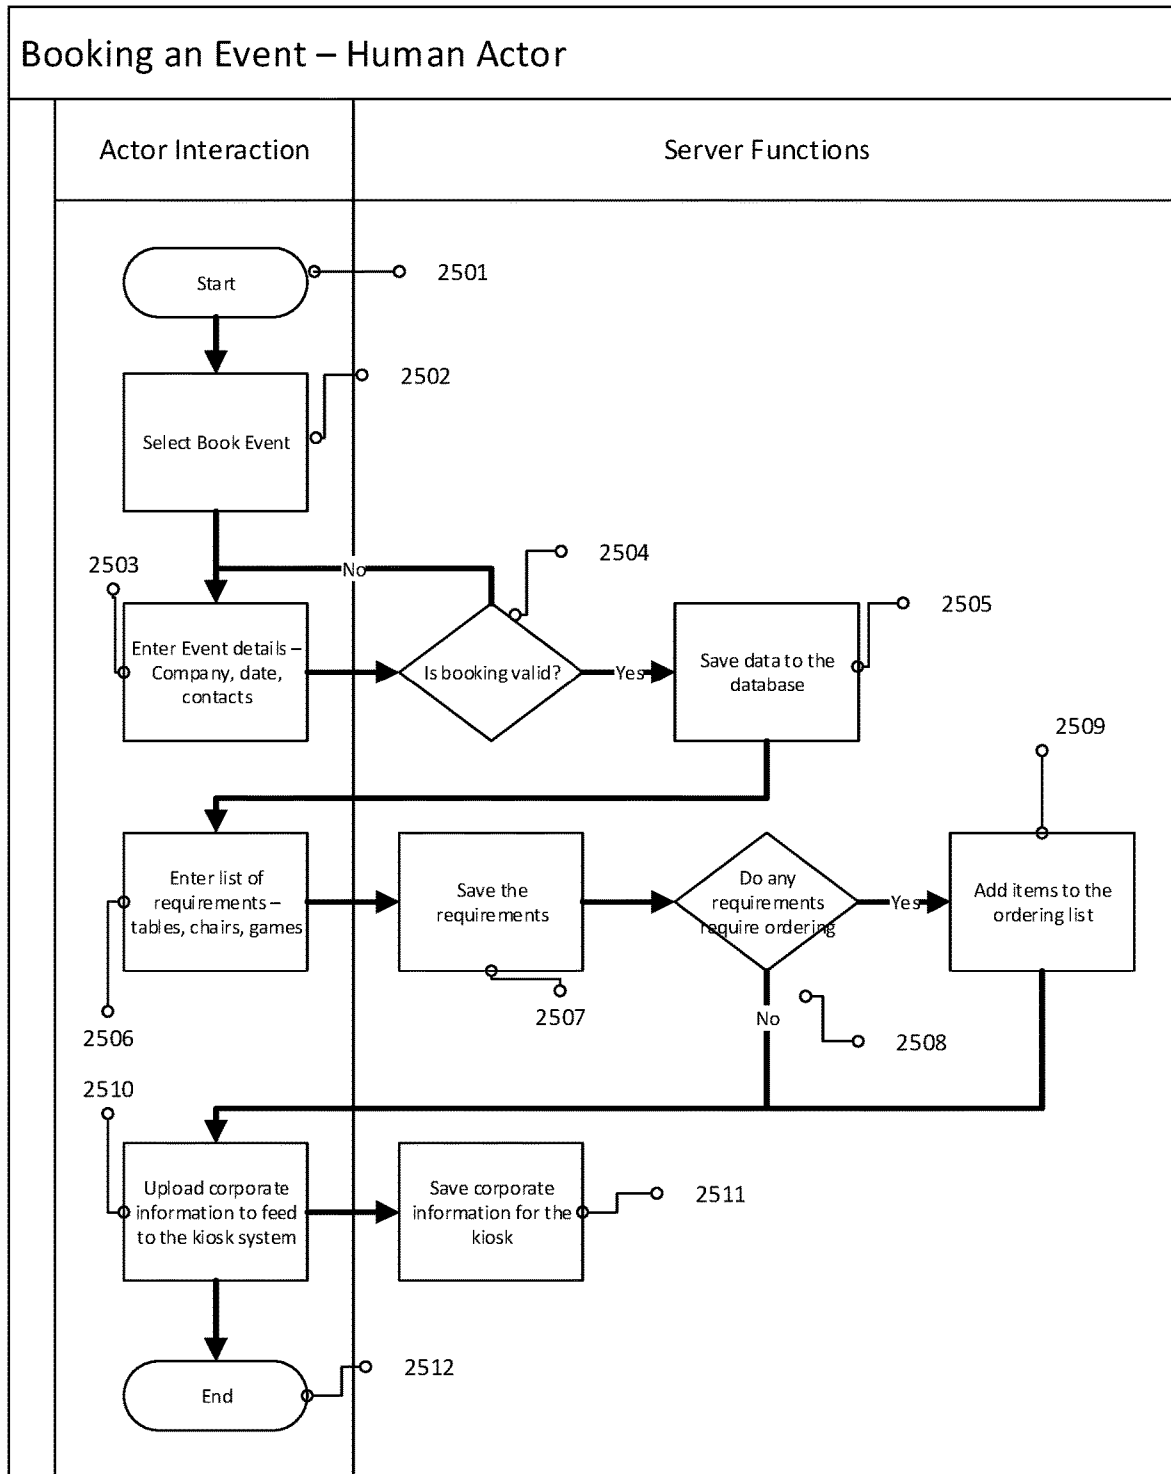 Booking an Event – Human Actor
Actor Interaction
Server Functions
Start
2501
2502
Select Book Event
No
2503
2504
2505
Enter Event details –
Company, date,
contacts
Is booking valid?
Yes
Save data to the
database
2509
Enter list of
requirements –
tables, chairs, games
Save the
requirements
Do any
requirements
require ordering
Yes
Add items to the
ordering list
2506
2507
No
2508
2510
Upload corporate
information to feed
to the kiosk system
Save corporate
information for the
kiosk
2511
End
2512